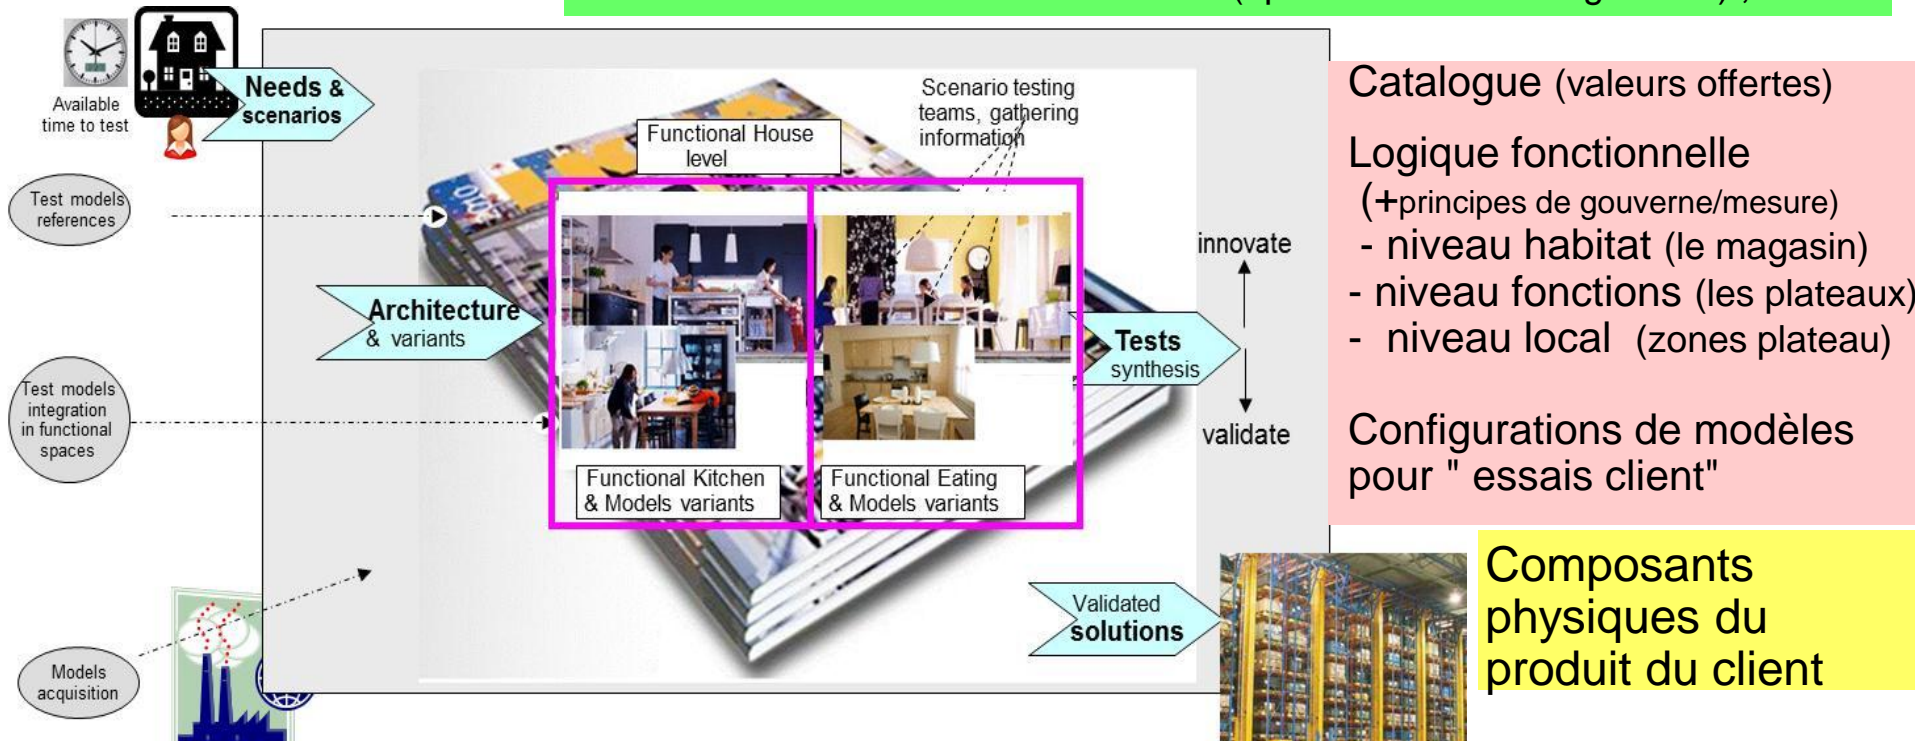 Needs &
scenarios
Available
time to test
Scenario testing
teams, gathering
information
Functional House
level
Test models
references
innovate
Architecture
& variants
Tests
synthesis
Test models
integration
in functional
spaces
validate
Functional Kitchen
& Models variants
Functional Eating
& Models variants
Validated
solutions
Models
acquisition
Catalogue (valeurs offertes)
Logique fonctionnelle
(+principes de gouverne/mesure)
- niveau habitat (le magasin)
- niveau fonctions (les plateaux)
- niveau local (zones plateau)
Configurations de modèles
pour " essais client"
Composants
physiques du
produit du client